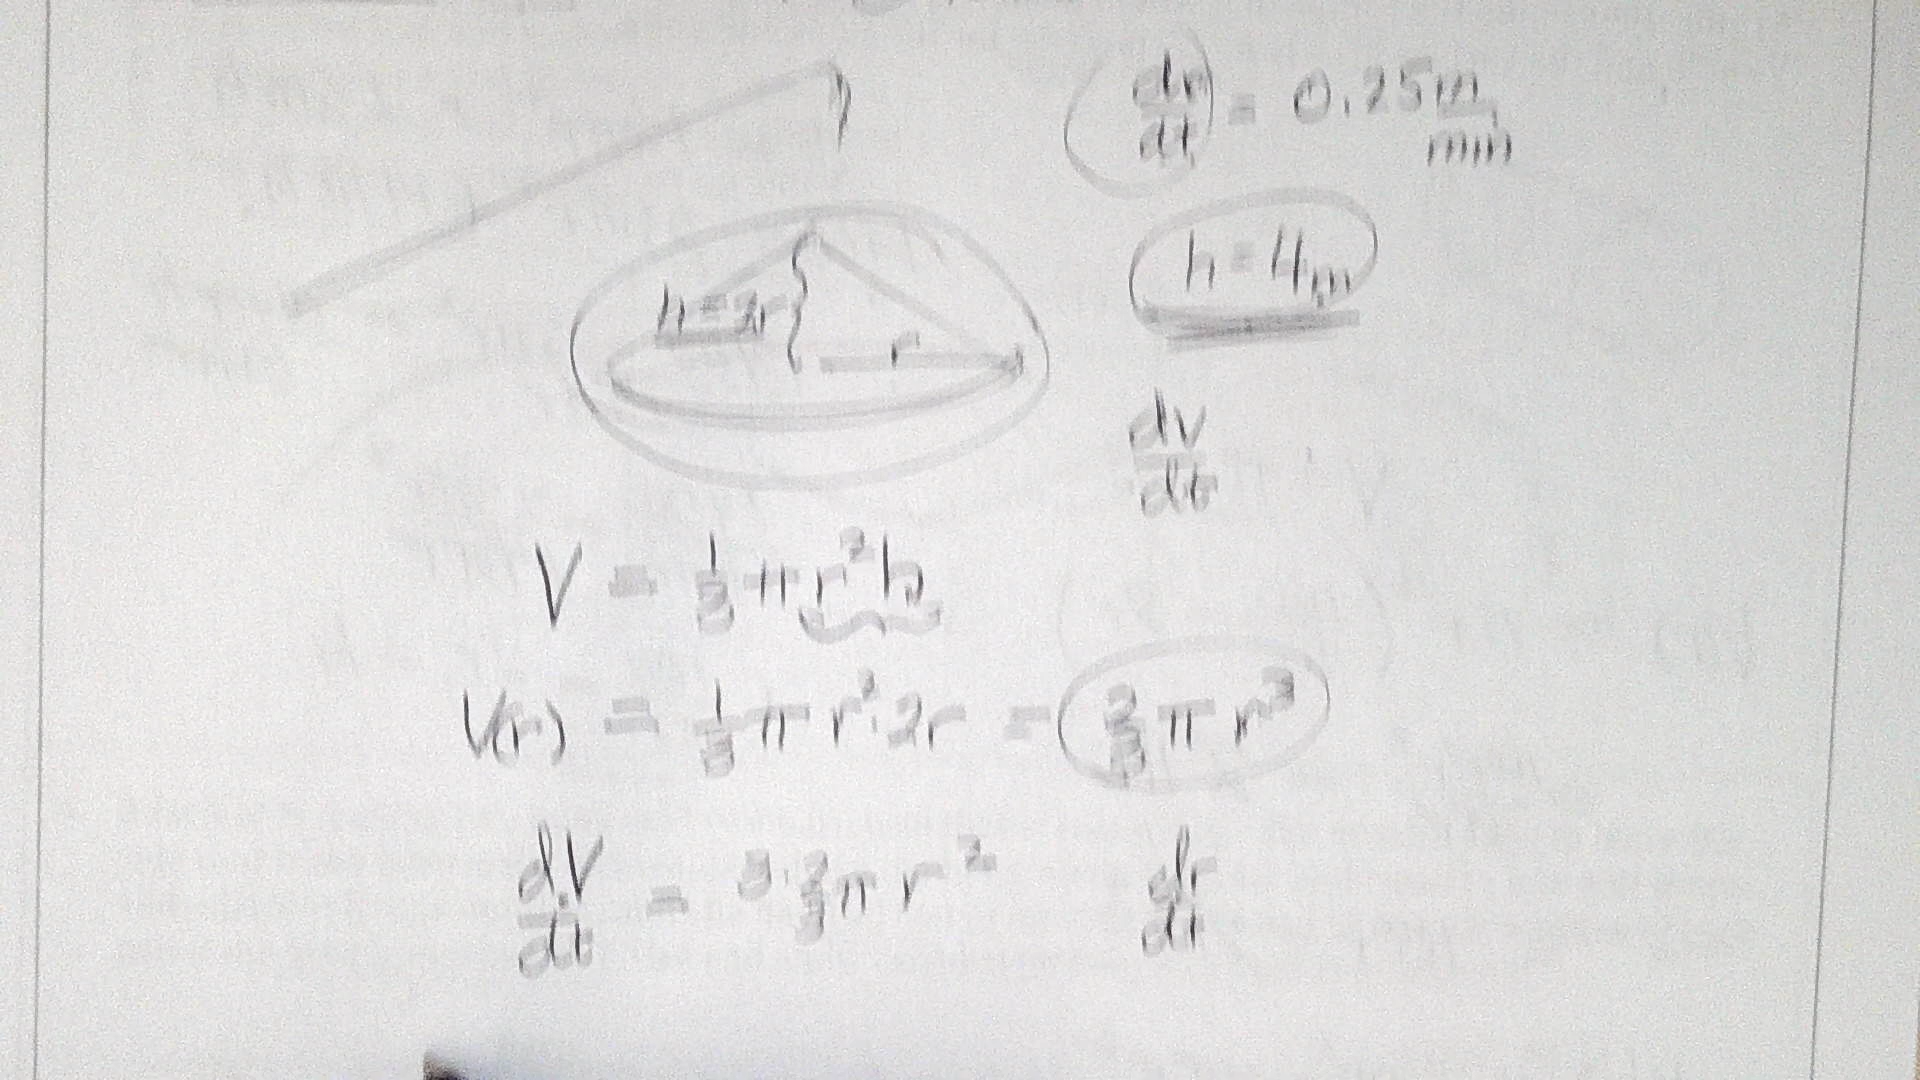 dr/dt = 0.25 m/min
h = 4m
h = 2r
r
dv/dt
V = 1/3 π r²h
V(r) = 1/3 π r² · 2r = 2/3 π r³
dV/dt = 3 · 2/3 π r² dr/dt